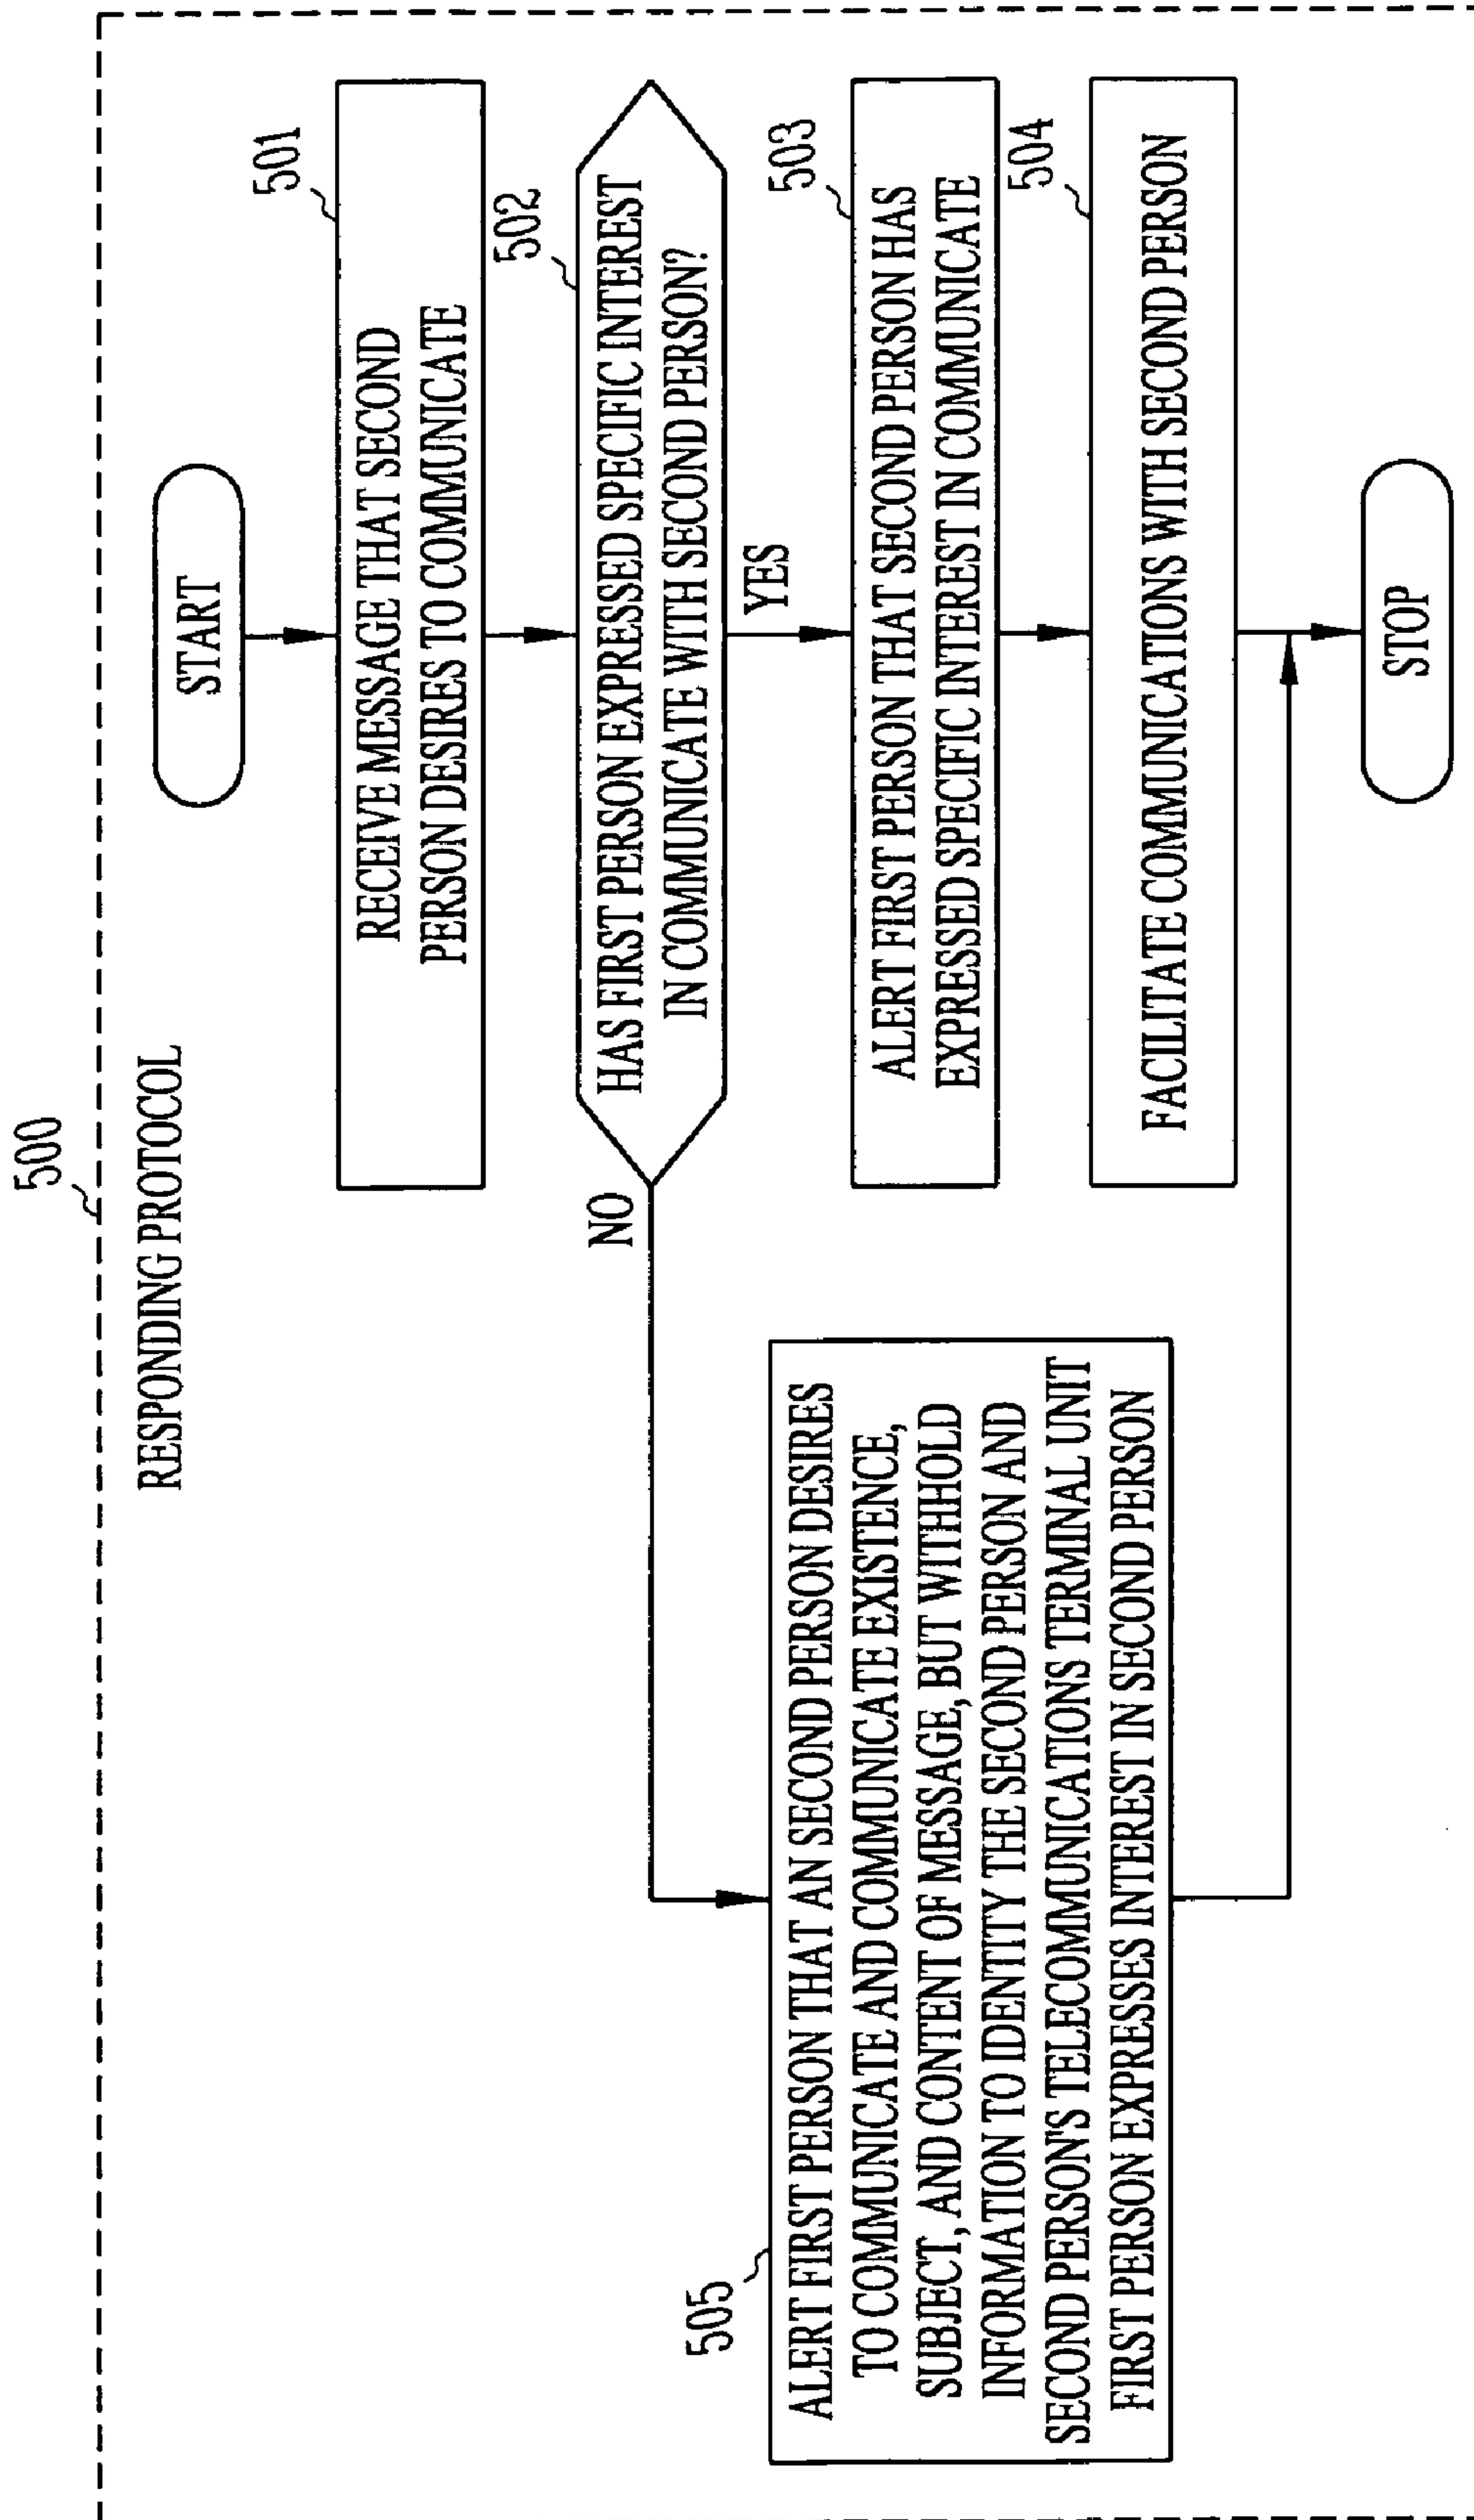 500
RESPONDING PROTOCOL
START
501
RECEIVE MESSAGE THAT SECOND
PERSON DESIRES TO COMMUNICATE
502
HAS FIRST PERSON EXPRESSED SPECIFIC INTEREST
IN COMMUNICATE WITH SECOND PERSON?
NO
YES
503
ALERT FIRST PERSON THAT SECOND PERSON HAS
EXPRESSED SPECIFIC INTEREST IN COMMUNICATE
504
FACILITATE COMMUNICATIONS WITH SECOND PERSON
505
ALERT FIRST PERSON THAT AN SECOND PERSON DESIRES
TO COMMUNICATE AND COMMUNICATE EXISTENCE,
SUBJECT, AND CONTENT OF MESSAGE, BUT WITHHOLD
INFORMATION TO IDENTITY THE SECOND PERSON AND
SECOND PERSON'S TELECOMMUNICATIONS TERMINAL UNIT
FIRST PERSON EXPRESSES INTEREST IN SECOND PERSON
STOP